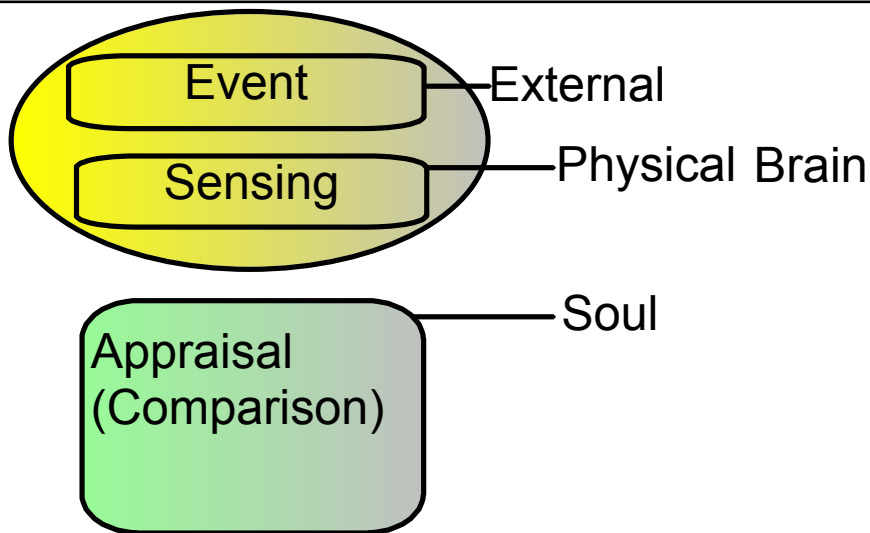 Event
External
Sensing
Physical Brain
Soul
Appraisal
(Comparison)